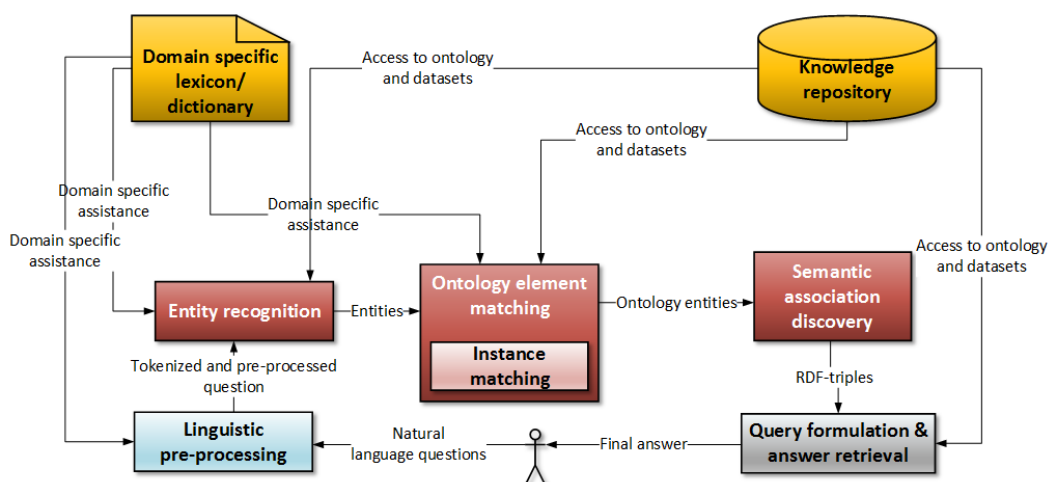 Domain specific
lexicon/
dictionary
Access to ontology
and datasets
Knowledge
repository
Access to ontology
and datasets
Domain specific
assistance
Domain specific
assistance
Domain specific
assistance
Access to ontology
and datasets
Entity recognition
Entities
Ontology element
matching
Instance
matching
Ontology entities
Semantic
association
discovery
Tokenized and pre-processed
question
RDF-triples
Linguistic
pre-processing
Natural
language questions
Final answer
Query formulation &
answer retrieval